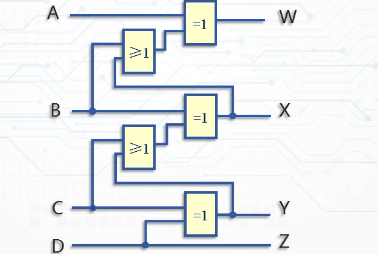 A =1 W
≥1
B =1 X
≥1
C =1 Y
D Z